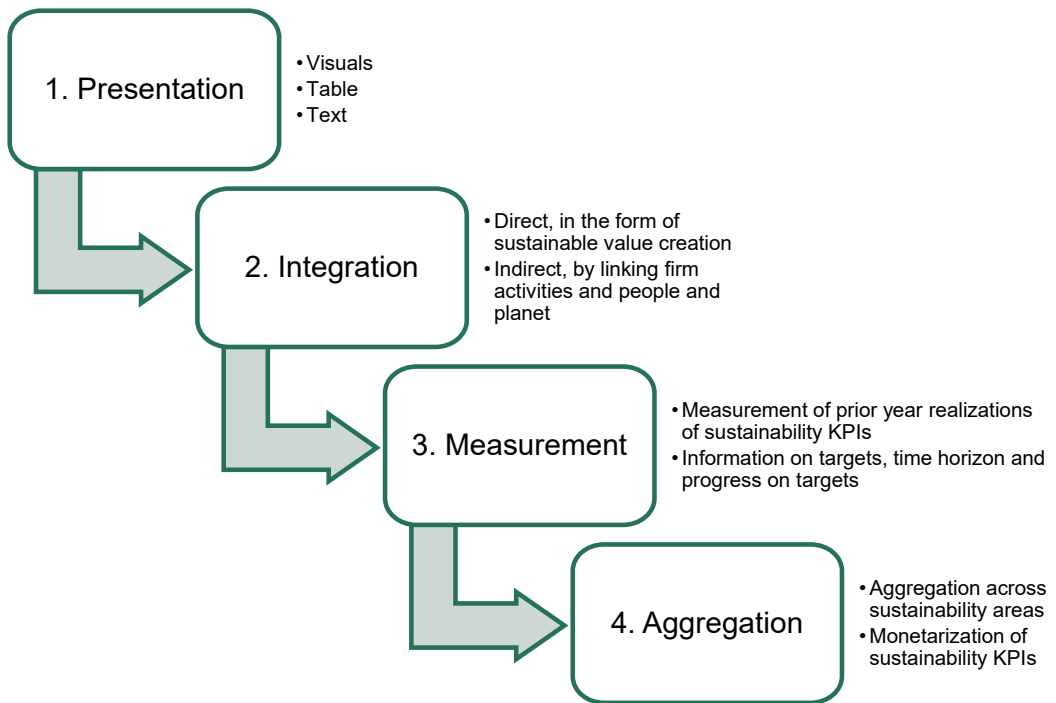 1. Presentation
• Visuals
• Table
• Text
2. Integration
• Direct, in the form of
sustainable value creation
• Indirect, by linking firm
activities and people and
planet
3. Measurement
• Measurement of prior year realizations
of sustainability KPIs
• Information on targets, time horizon and
progress on targets
4. Aggregation
• Aggregation across
sustainability areas
• Monetarization of
sustainability KPIs